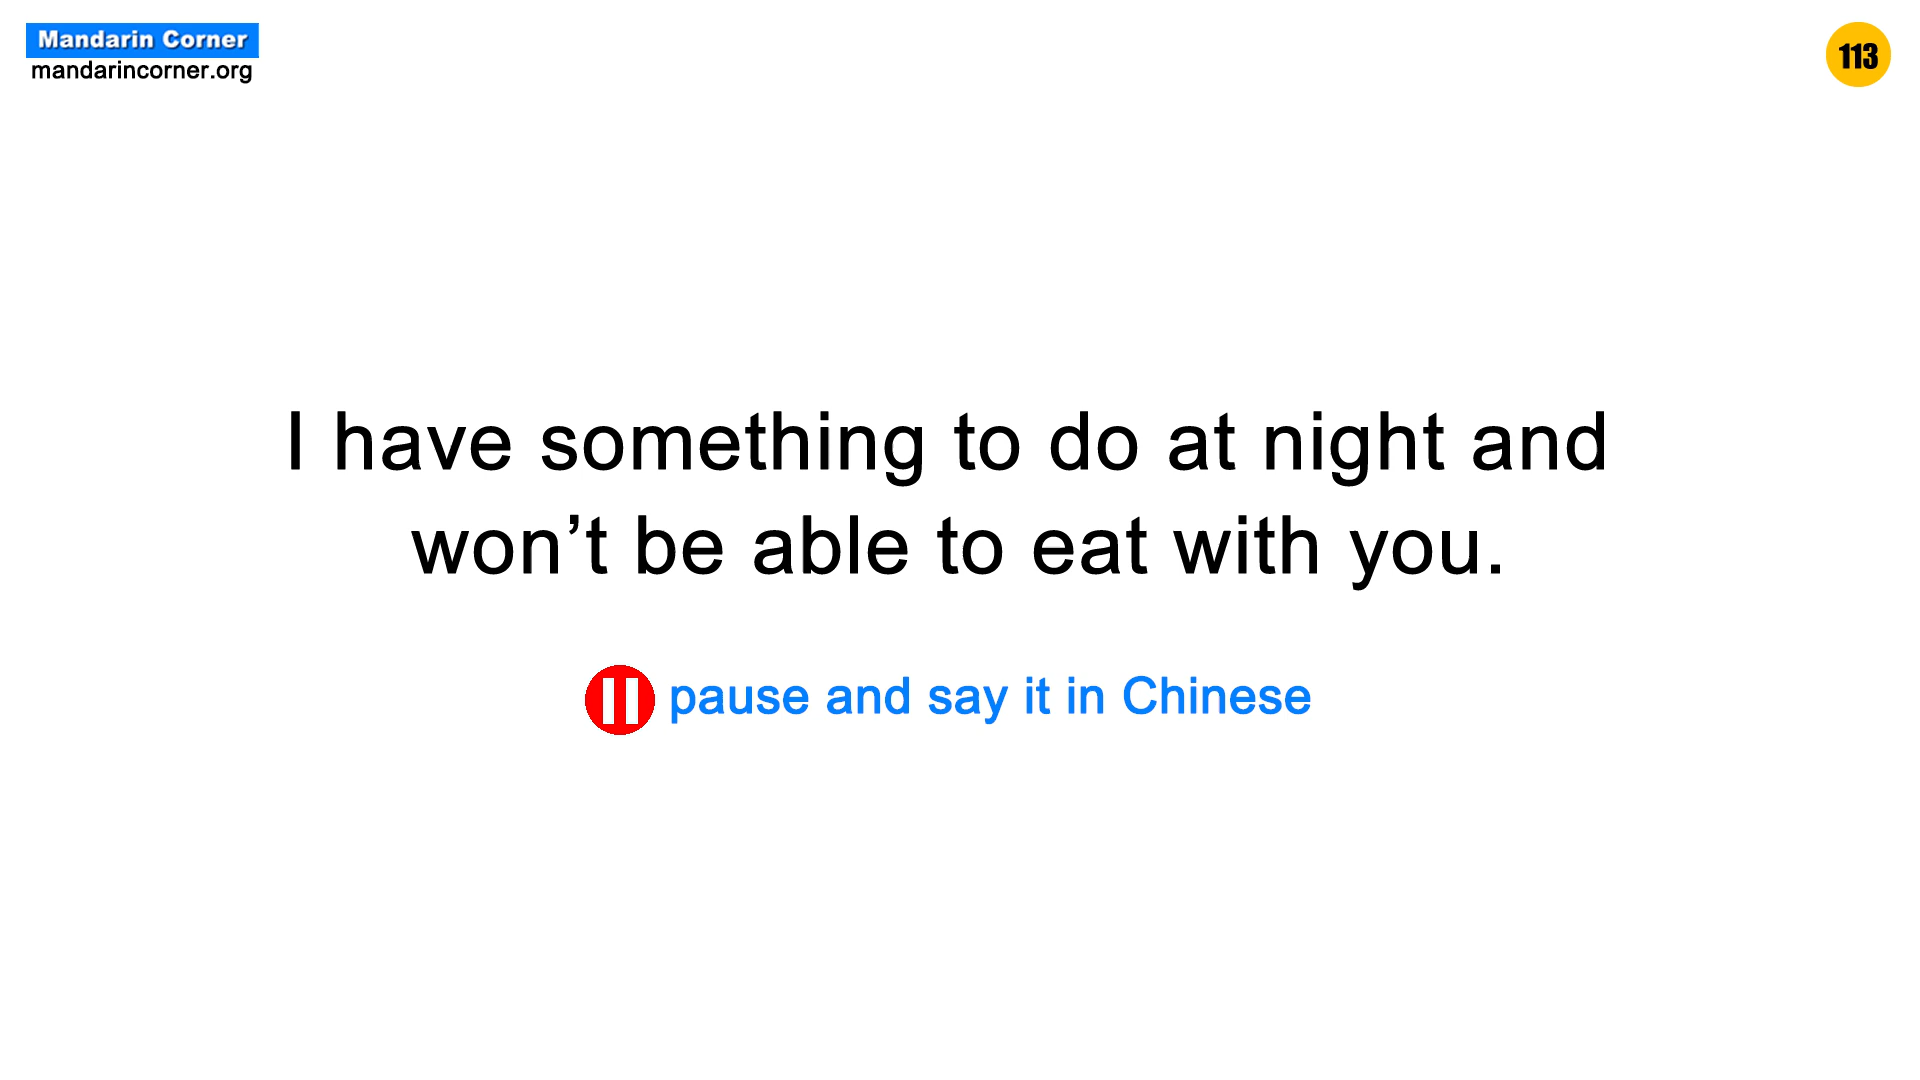 Mandarin Corner
mandarincorner.org
113
I have something to do at night and
won’t be able to eat with you.
pause and say it in Chinese